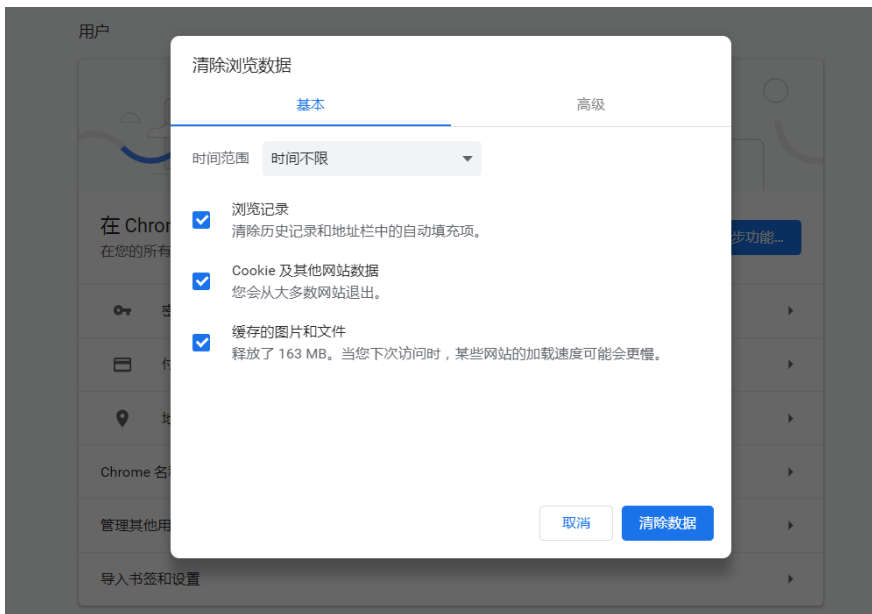 用户
清除浏览数据
基本 高级
时间范围 时间不限
浏览记录
清除历史记录和地址栏中的自动填充项。
Cookie 及其他网站数据
您会从大多数网站退出。
缓存的图片和文件
释放了 163 MB。当您下次访问时，某些网站的加载速度可能会更慢。
取消 清除数据
在 Chrom
在您的所有
步功能...
Chrome 名
管理其他用
导入书签和设置